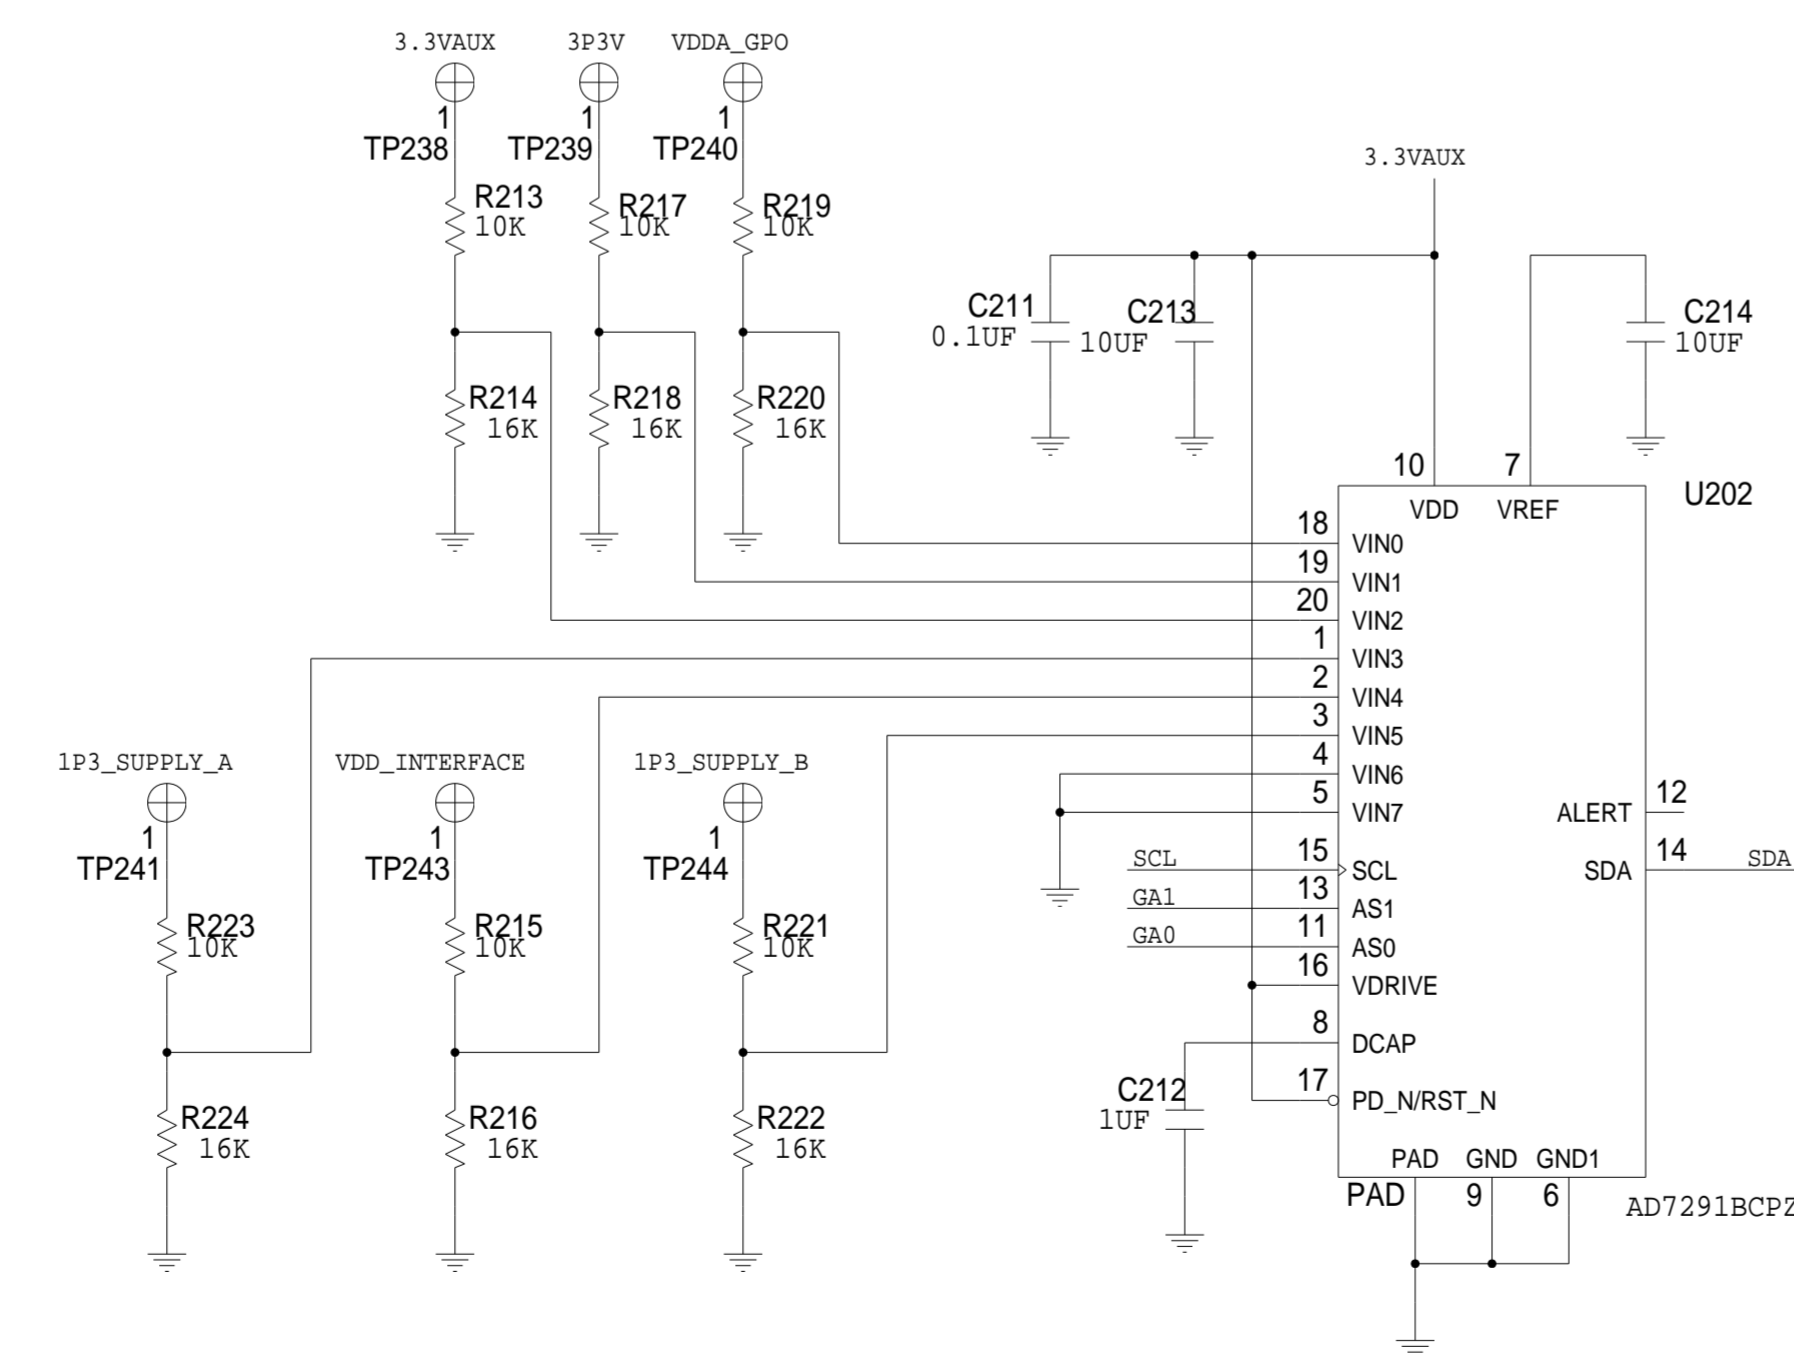 3.3VAUX 3P3V VDDA_GPO
1 1 1
TP238 TP239 TP240
3.3VAUX
R213 R217 R219
10K 10K 10K
C211 C213 C214
0.1UF 10UF 10UF
R214 R218 R220
16K 16K 16K
10 7
U202
VDD VREF
18 VIN0
19 VIN1
20 VIN2
1 VIN3
2 VIN4
3 VIN5
4 VIN6
5 VIN7
ALERT 12
SCL 15 SCL
SDA 14 SDA
GA1 13 AS1
GA0 11 AS0
16 VDRIVE
8 DCAP
C212
1UF
17 PD_N/RST_N
PAD GND GND1
PAD 9 6
AD7291BCPZ
1P3_SUPPLY_A VDD_INTERFACE 1P3_SUPPLY_B
1 1 1
TP241 TP243 TP244
R223 R215 R221
10K 10K 10K
R224 R216 R222
16K 16K 16K